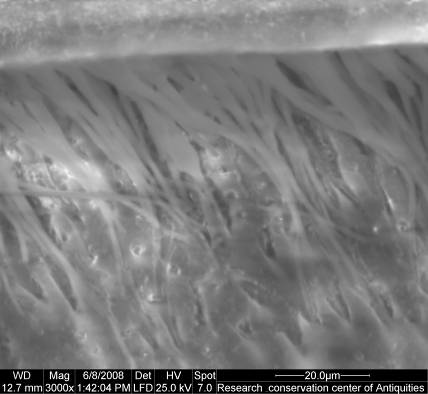 WD Mag 6/8/2008 Det HV Spot 20.0µm
12.7 mm 3000x 1:42:04 PM LFD 25.0 kV 7.0 Research conservation center of Antiquities